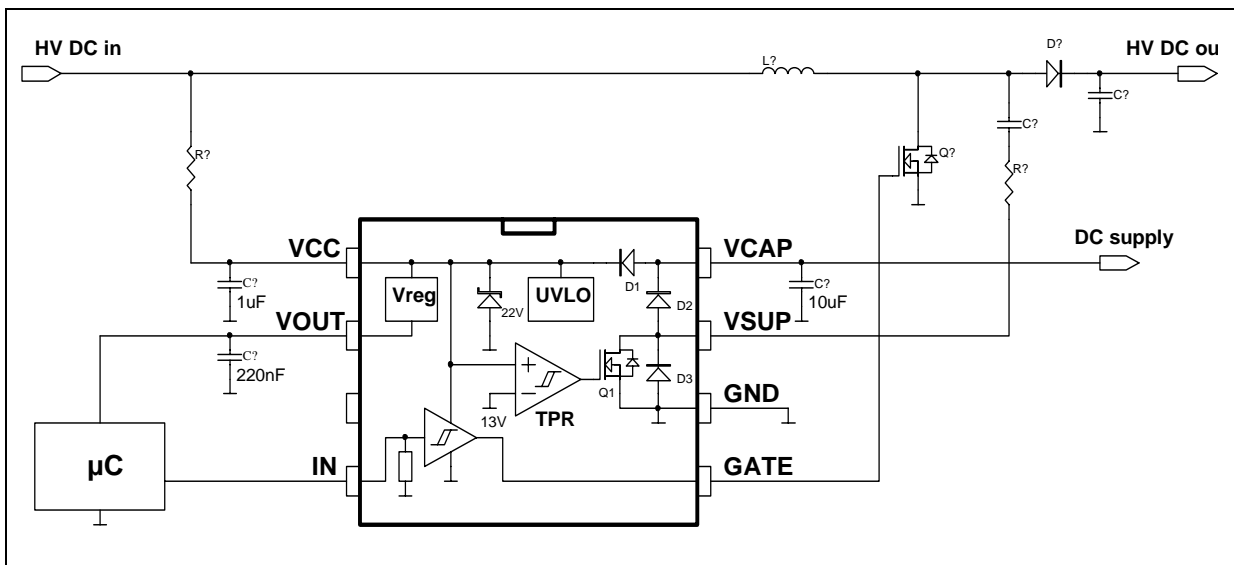 HV DC in
HV DC ou
L?
D?
C?
C?
R?
Q?
R?
VCC
VCAP
DC supply
C?
1uF
Vreg
22V
UVLO
D1
D2
C?
10uF
VOUT
VSUP
C?
220nF
13V
TPR
Q1
D3
GND
µC
IN
GATE